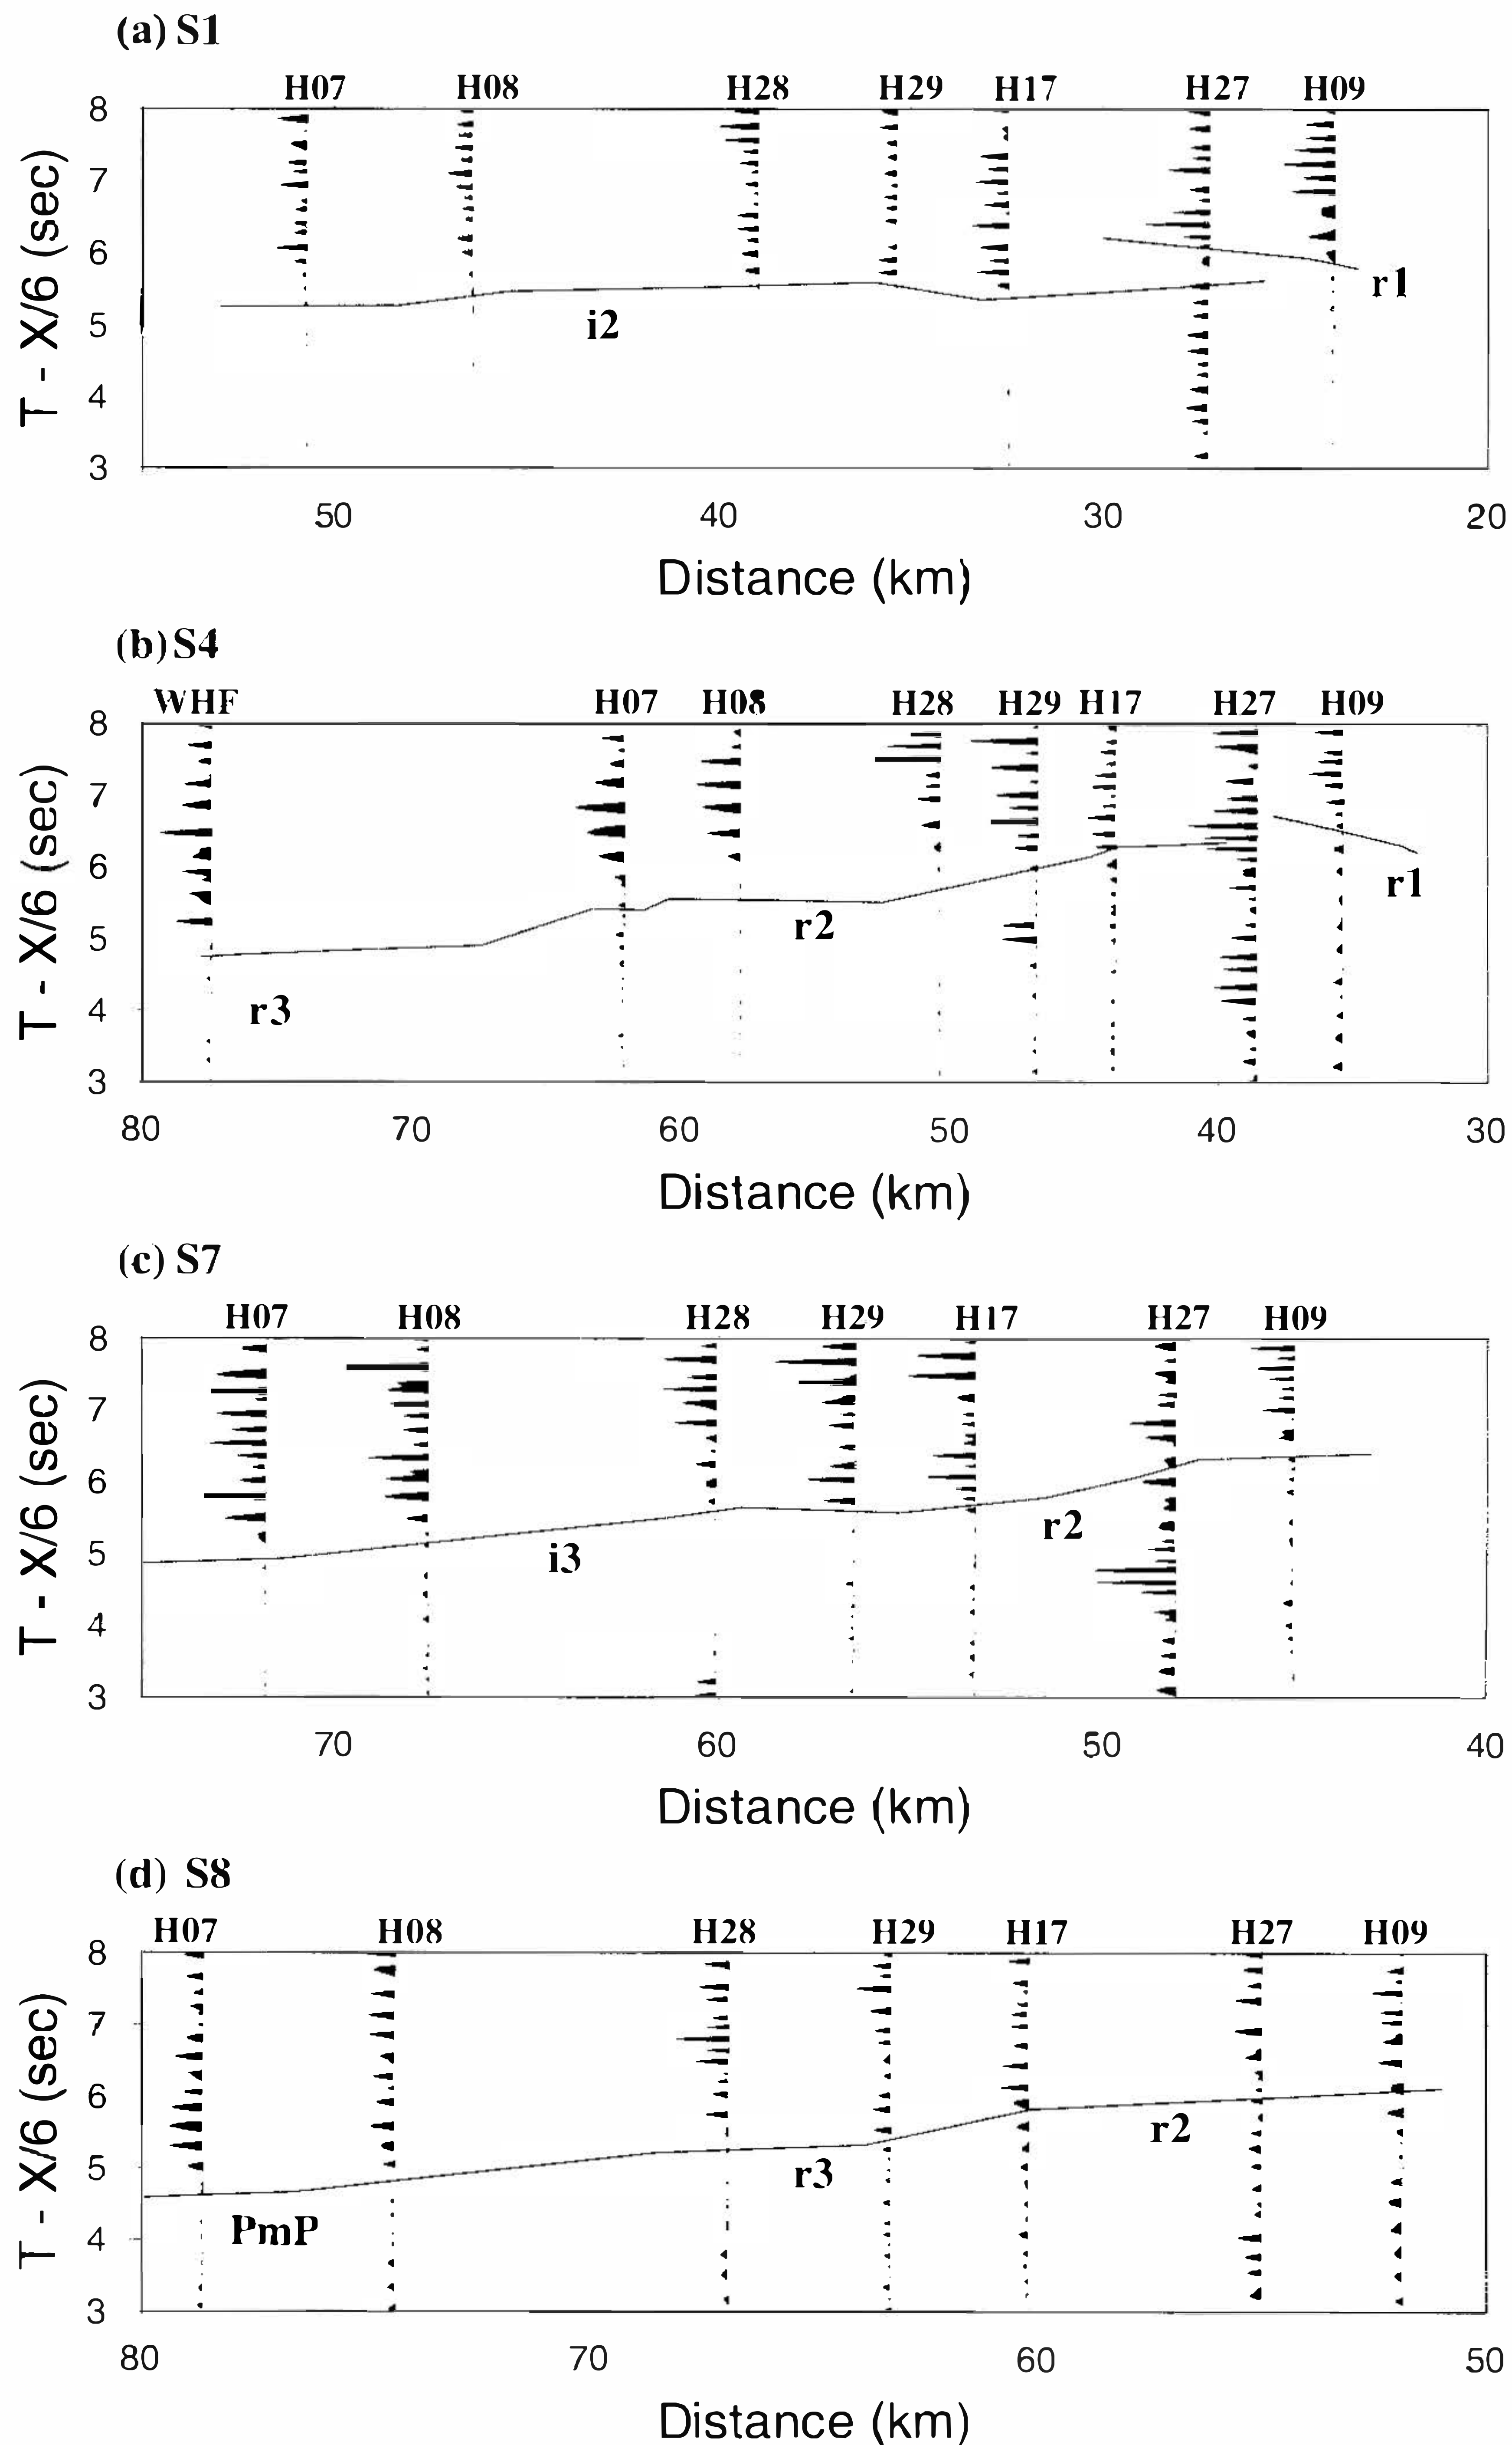 (a) S1
H07 H08 H28 H29 H17 H27 H09
8
7
6
5
4
3
T - X/6 (sec)
i2
r1
50 40 30 20
Distance (km)
(b) S4
WHF H07 H08 H28 H29 H17 H27 H09
8
7
6
5
4
3
T - X/6 (sec)
r3
r2
r1
80 70 60 50 40 30
Distance (km)
(c) S7
H07 H08 H28 H29 H17 H27 H09
8
7
6
5
4
3
T - X/6 (sec)
i3
r2
70 60 50 40
Distance (km)
(d) S8
H07 H08 H28 H29 H17 H27 H09
8
7
6
5
4
3
T - X/6 (sec)
PmP
r3
r2
80 70 60 50
Distance (km)